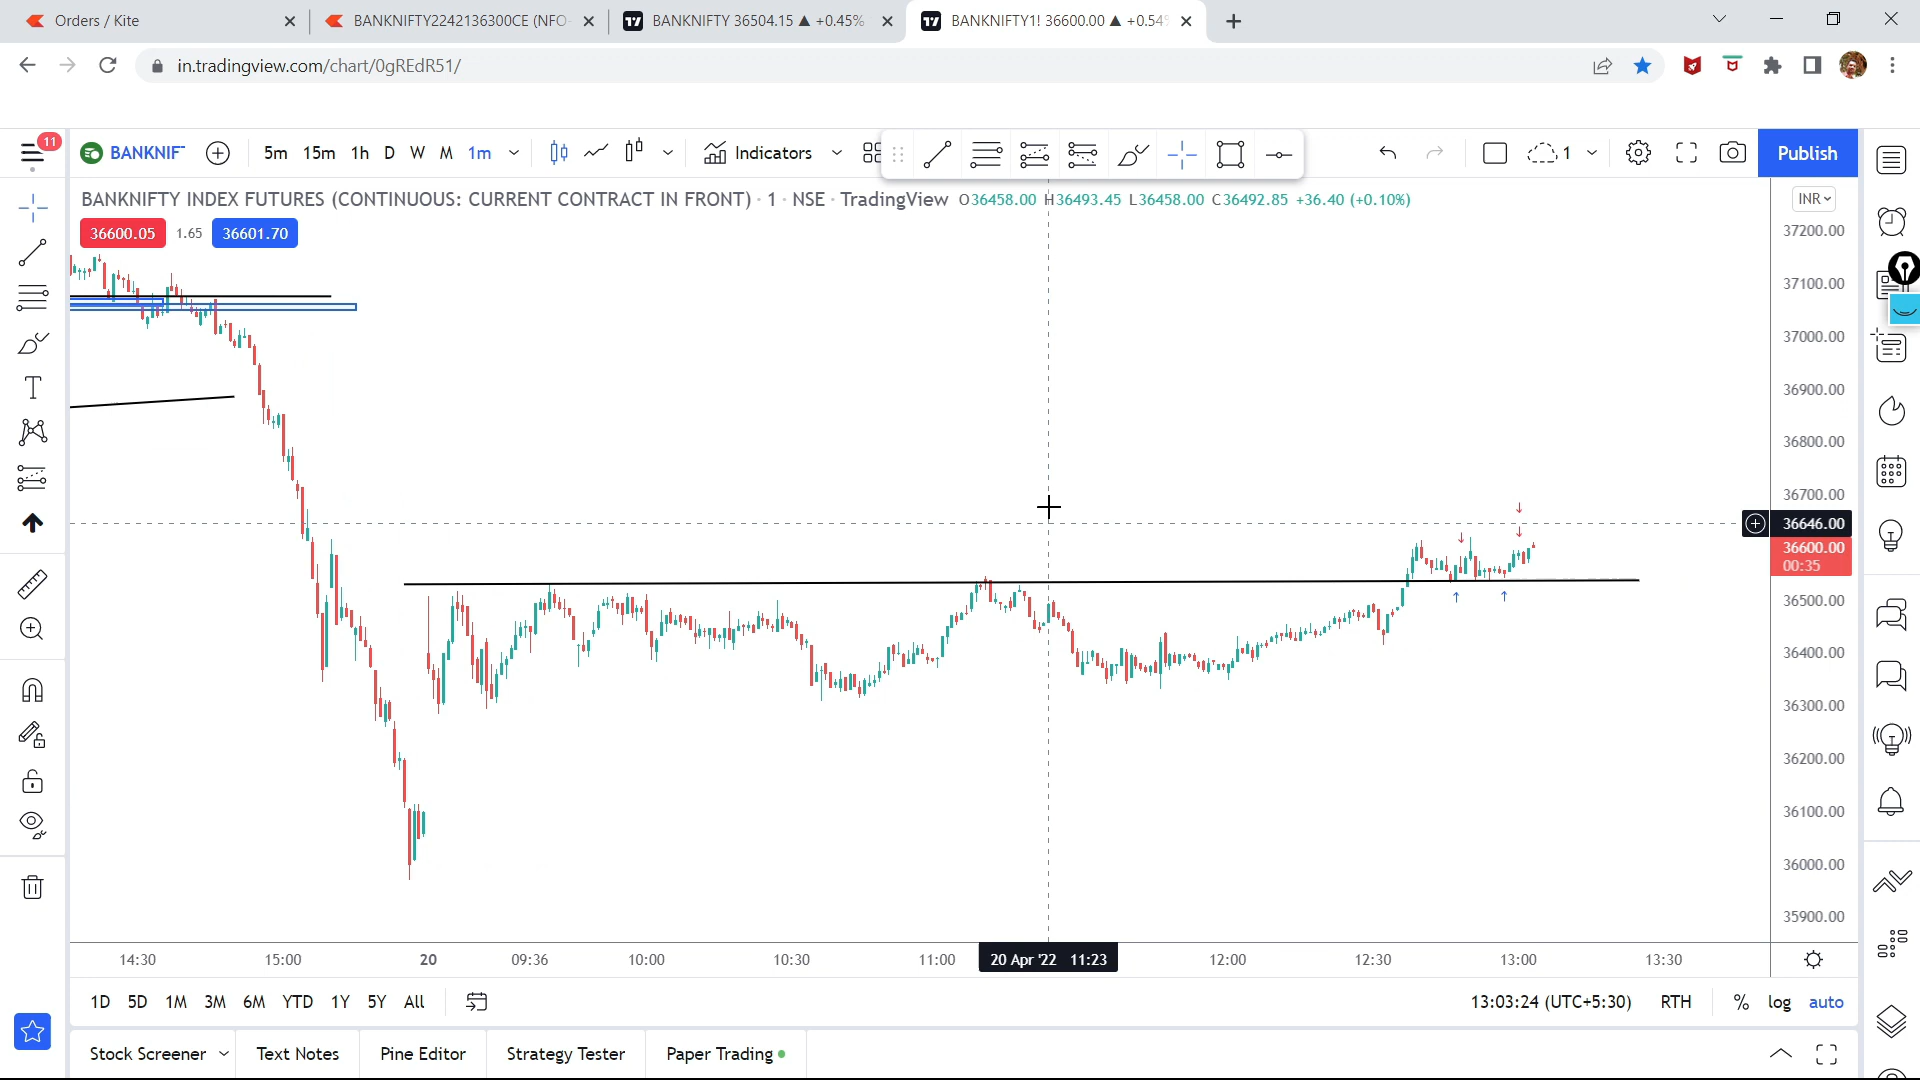 Orders / Kite
BANKNIFTY2242136300CE (NFO
BANKNIFTY 36504.15 ▲ +0.45%
BANKNIFTY1! 36600.00 ▲ +0.54%
in.tradingview.com/chart/0gREdR51/
11
BANKNIF
5m 15m 1h D W M 1m
Indicators
1
Publish
BANKNIFTY INDEX FUTURES (CONTINUOUS: CURRENT CONTRACT IN FRONT) · 1 · NSE · TradingView O36458.00 H36493.45 L36458.00 C36492.85 +36.40 (+0.10%)
INR
36600.05 1.65 36601.70
37200.00
37100.00
37000.00
36900.00
36800.00
36700.00
36646.00
36600.00
00:35
36500.00
36400.00
36300.00
36200.00
36100.00
36000.00
35900.00
14:30 15:00 20 09:36 10:00 10:30 11:00 20 Apr '22 11:23 12:00 12:30 13:00 13:30
1D 5D 1M 3M 6M YTD 1Y 5Y All
13:03:24 (UTC+5:30) RTH % log auto
Stock Screener Text Notes Pine Editor Strategy Tester Paper Trading